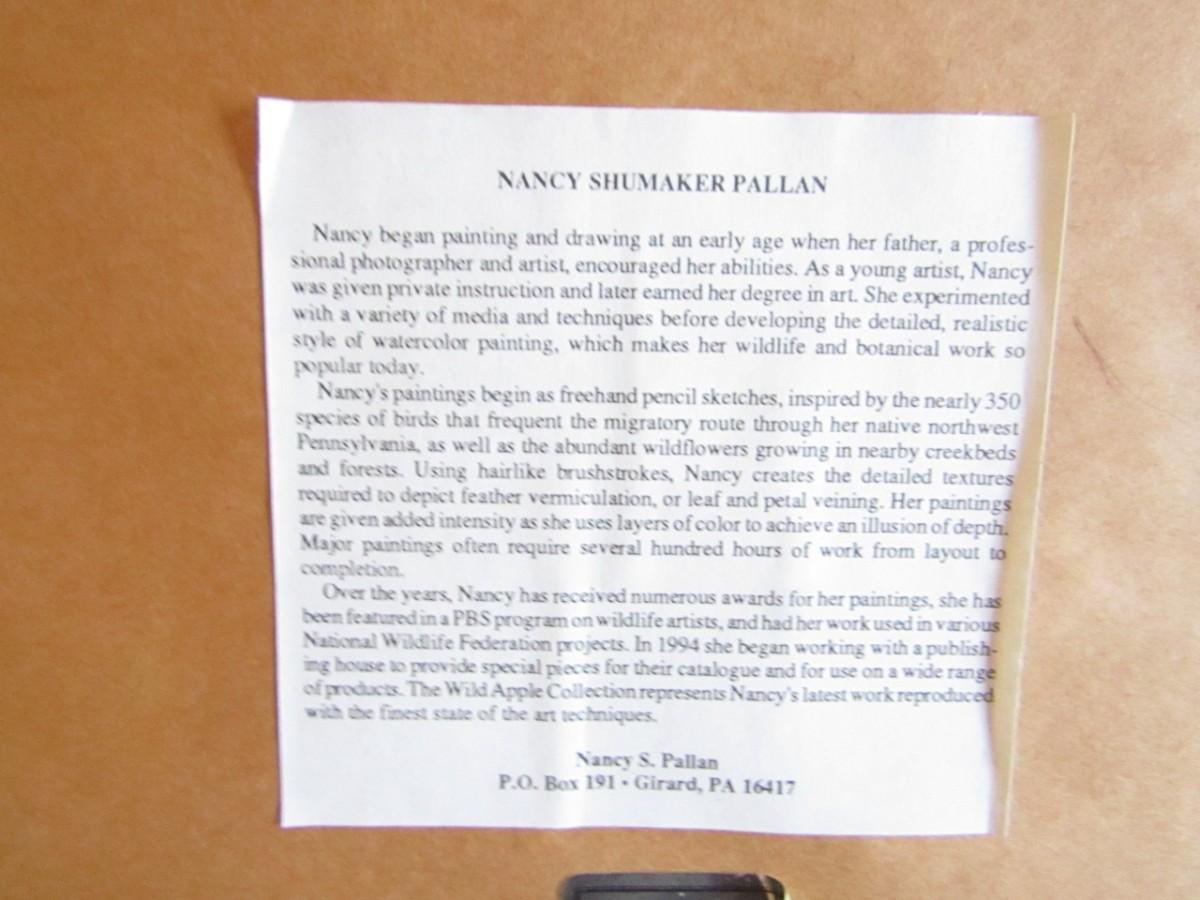 NANCY SHUMAKER PALLAN
Nancy began painting and drawing at an early age when her father, a profes-
sional photographer and artist, encouraged her abilities. As a young artist, Nancy
was given private instruction and later earned her degree in art. She experimented
with a variety of media and techniques before developing the detailed, realistic
style of watercolor painting, which makes her wildlife and botanical work so
popular today.
Nancy's paintings begin as freehand pencil sketches, inspired by the nearly 350
species of birds that frequent the migratory route through her native northwest
Pennsylvania, as well as the abundant wildflowers growing in nearby creekbeds
and forests. Using hairlike brushstrokes, Nancy creates the detailed textures
required to depict feather vermiculation, or leaf and petal veining. Her paintings
are given added intensity as she uses layers of color to achieve an illusion of depth.
Major paintings often require several hundred hours of work from layout to
completion.
Over the years, Nancy has received numerous awards for her paintings, she has
been featured in a PBS program on wildlife artists, and had her work used in various
National Wildlife Federation projects. In 1994 she began working with a publish-
ing house to provide special pieces for their catalogue and for use on a wide range
of products. The Wild Apple Collection represents Nancy's latest work reproduced
with the finest state of the art techniques.
Nancy S. Pallan
P.O. Box 191 • Girard, PA 16417